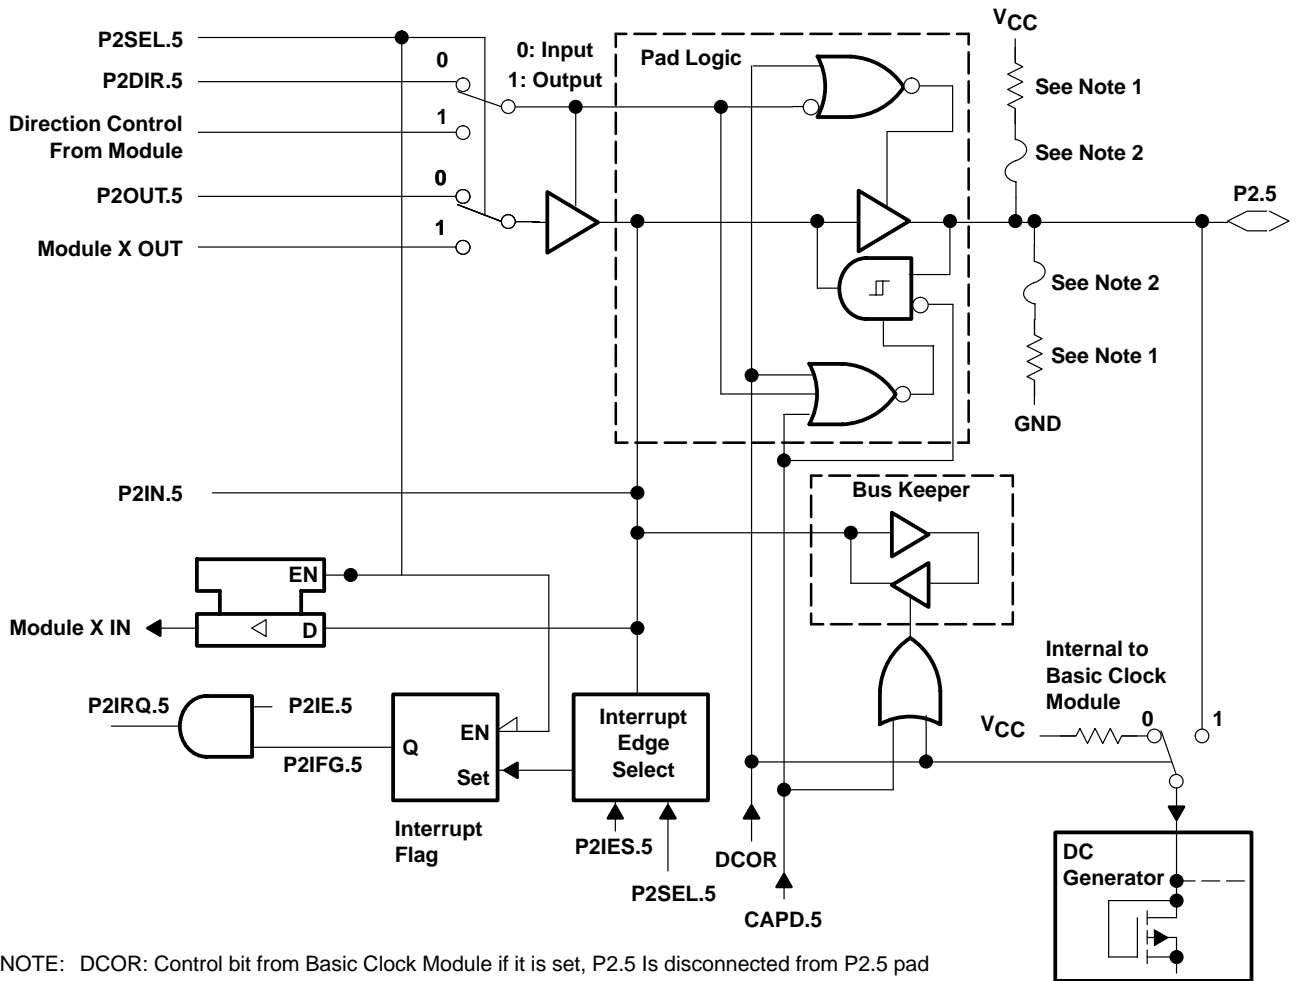 P2SEL.5
P2DIR.5
Direction Control
From Module
P2OUT.5
Module X OUT
0
1
0
1
0: Input
1: Output
Pad Logic
VCC
See Note 1
See Note 2
P2.5
See Note 2
See Note 1
GND
P2IN.5
Bus Keeper
EN
D
Module X IN
P2IRQ.5
P2IE.5
P2IFG.5
Q
EN
Set
Interrupt
Flag
Interrupt
Edge
Select
P2IES.5
P2SEL.5
DCOR
CAPD.5
Internal to
Basic Clock
Module
VCC
0
1
DC
Generator
NOTE: DCOR: Control bit from Basic Clock Module if it is set, P2.5 Is disconnected from P2.5 pad